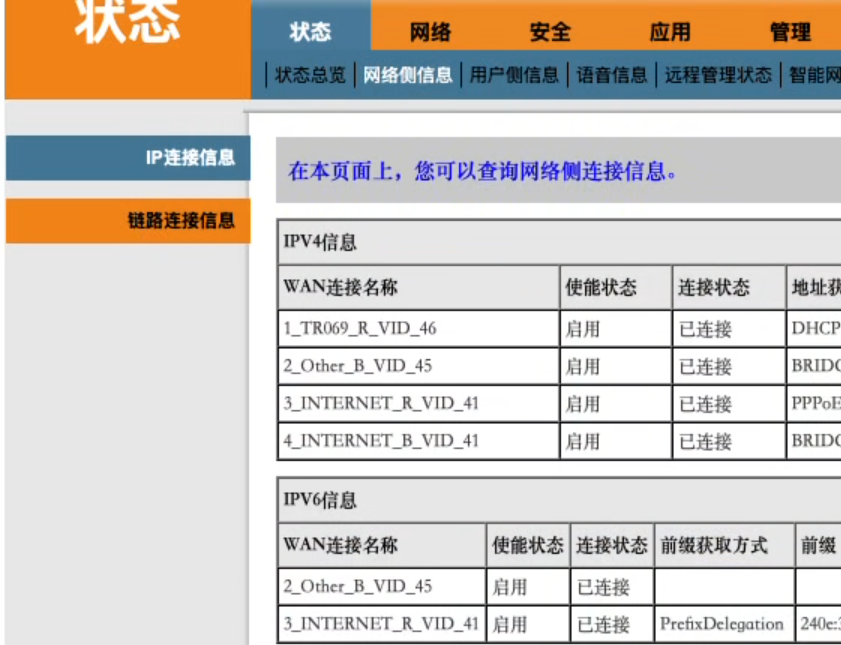 状态
状态 网络 安全 应用 管理
状态总览 网络侧信息 用户侧信息 语音信息 远程管理状态 智能网
IP连接信息
链路连接信息
在本页面上，您可以查询网络侧连接信息。
IPV4信息
WAN连接名称 使能状态 连接状态 地址获
1_TR069_R_VID_46 启用 已连接 DHCP
2_Other_B_VID_45 启用 已连接 BRIDG
3_INTERNET_R_VID_41 启用 已连接 PPPoE
4_INTERNET_B_VID_41 启用 已连接 BRIDG
IPV6信息
WAN连接名称 使能状态 连接状态 前缀获取方式 前缀
2_Other_B_VID_45 启用 已连接
3_INTERNET_R_VID_41 启用 已连接 PrefixDelegation 240e: